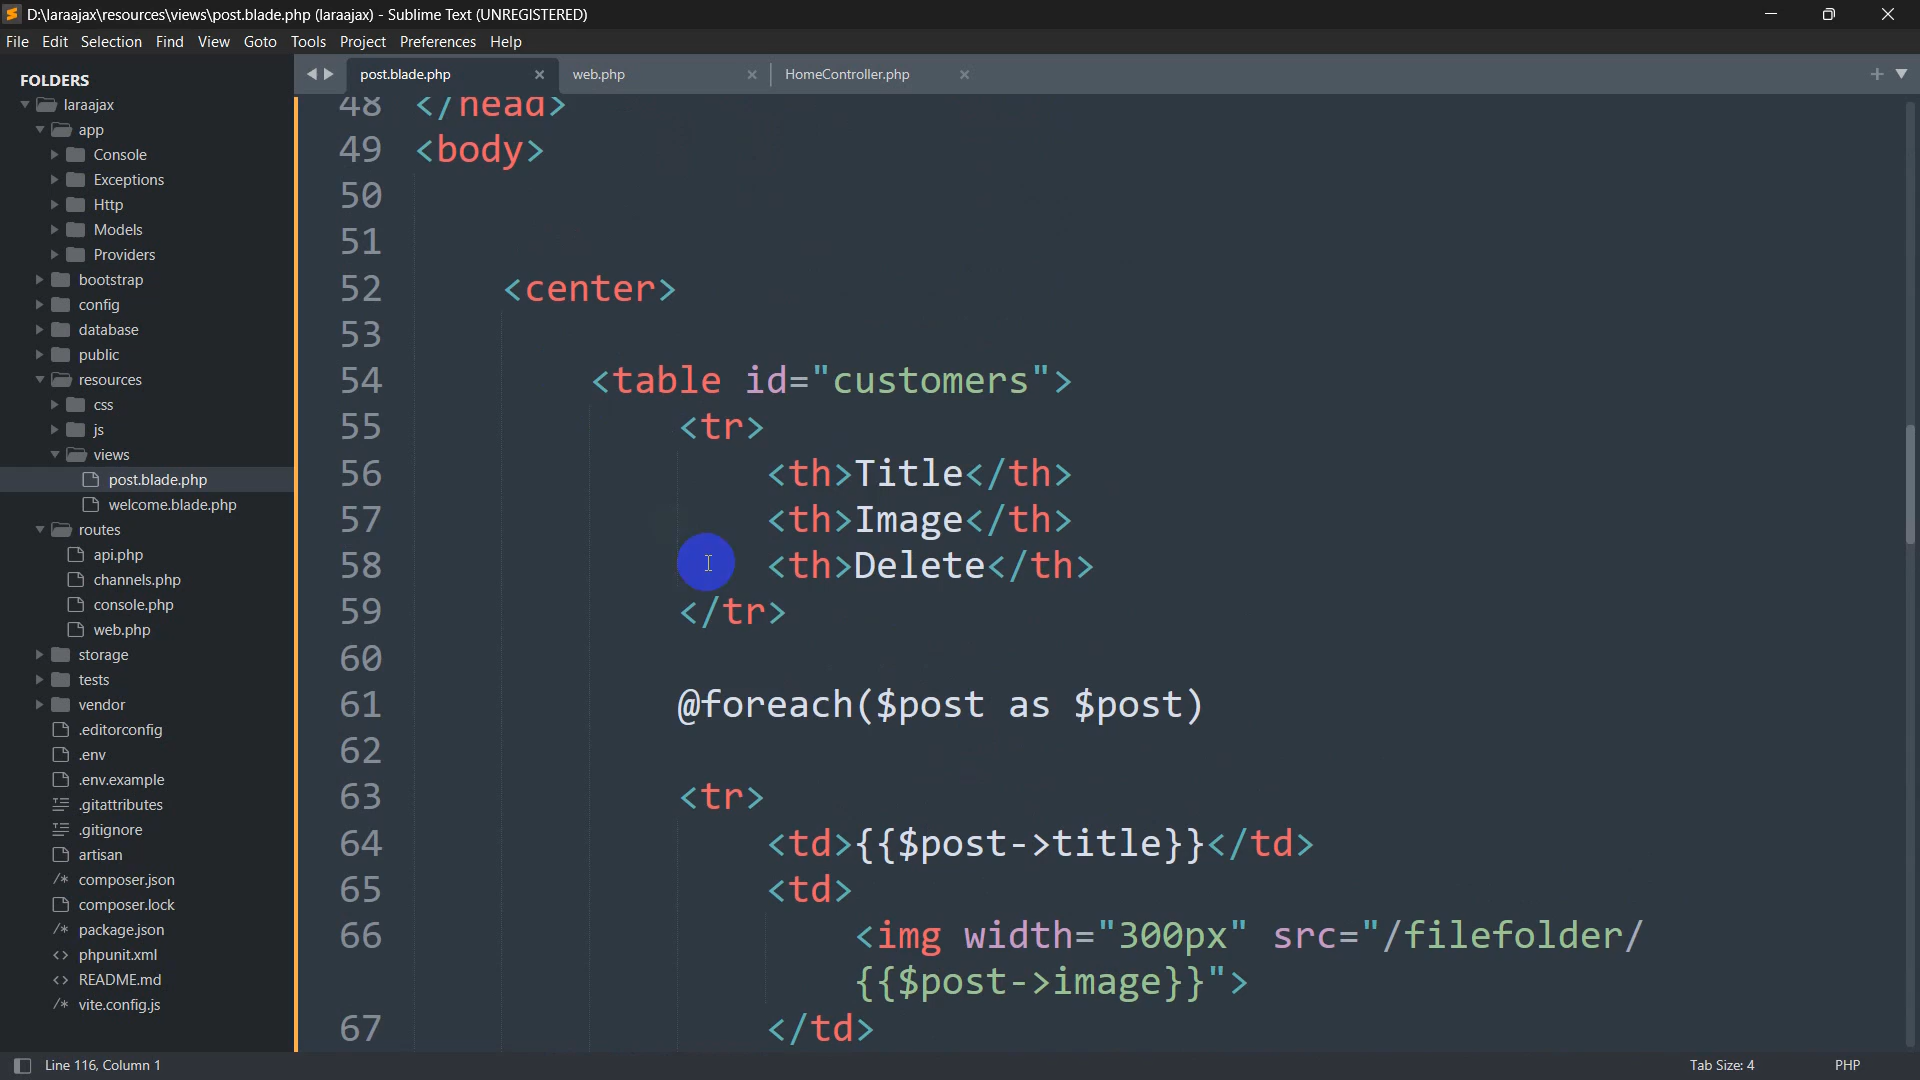 D:\laraajax\resources\views\post.blade.php (laraajax) - Sublime Text (UNREGISTERED)
File Edit Selection Find View Goto Tools Project Preferences Help
FOLDERS
laraajax
app
Console
Exceptions
Http
Models
Providers
bootstrap
config
database
public
resources
css
js
views
post.blade.php
welcome.blade.php
routes
api.php
channels.php
console.php
web.php
storage
tests
vendor
.editorconfig
.env
.env.example
.gitattributes
.gitignore
artisan
/* composer.json
composer.lock
/* package.json
<> phpunit.xml
<> README.md
/* vite.config.js
post.blade.php web.php HomeController.php
48 </head>
49 <body>
50
51
52 <center>
53
54 <table id="customers">
55 <tr>
56 <th>Title</th>
57 <th>Image</th>
58 <th>Delete</th>
59 </tr>
60
61 @foreach($post as $post)
62
63 <tr>
64 <td>{{$post->title}}</td>
65 <td>
66 <img width="300px" src="/filefolder/
{{$post->image}}">
67 </td>
Line 116, Column 1 Tab Size: 4 PHP